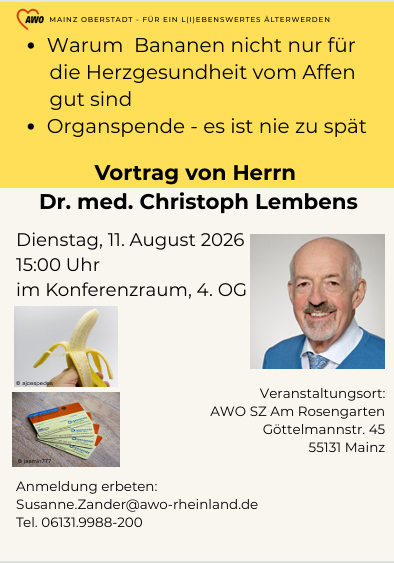 AWO MAINZ OBERSTADT - FÜR EIN L(I)EBENSWERTES ÄLTERWERDEN
• Warum Bananen nicht nur für
die Herzgesundheit vom Affen
gut sind
• Organspende - es ist nie zu spät
Vortrag von Herrn
Dr. med. Christoph Lembens
Dienstag, 11. August 2026
15:00 Uhr
im Konferenzraum, 4. OG
© ajcespedes
© jasmin777
Veranstaltungsort:
AWO SZ Am Rosengarten
Göttelmannstr. 45
55131 Mainz
Anmeldung erbeten:
Susanne.Zander@awo-rheinland.de
Tel. 06131.9988-200